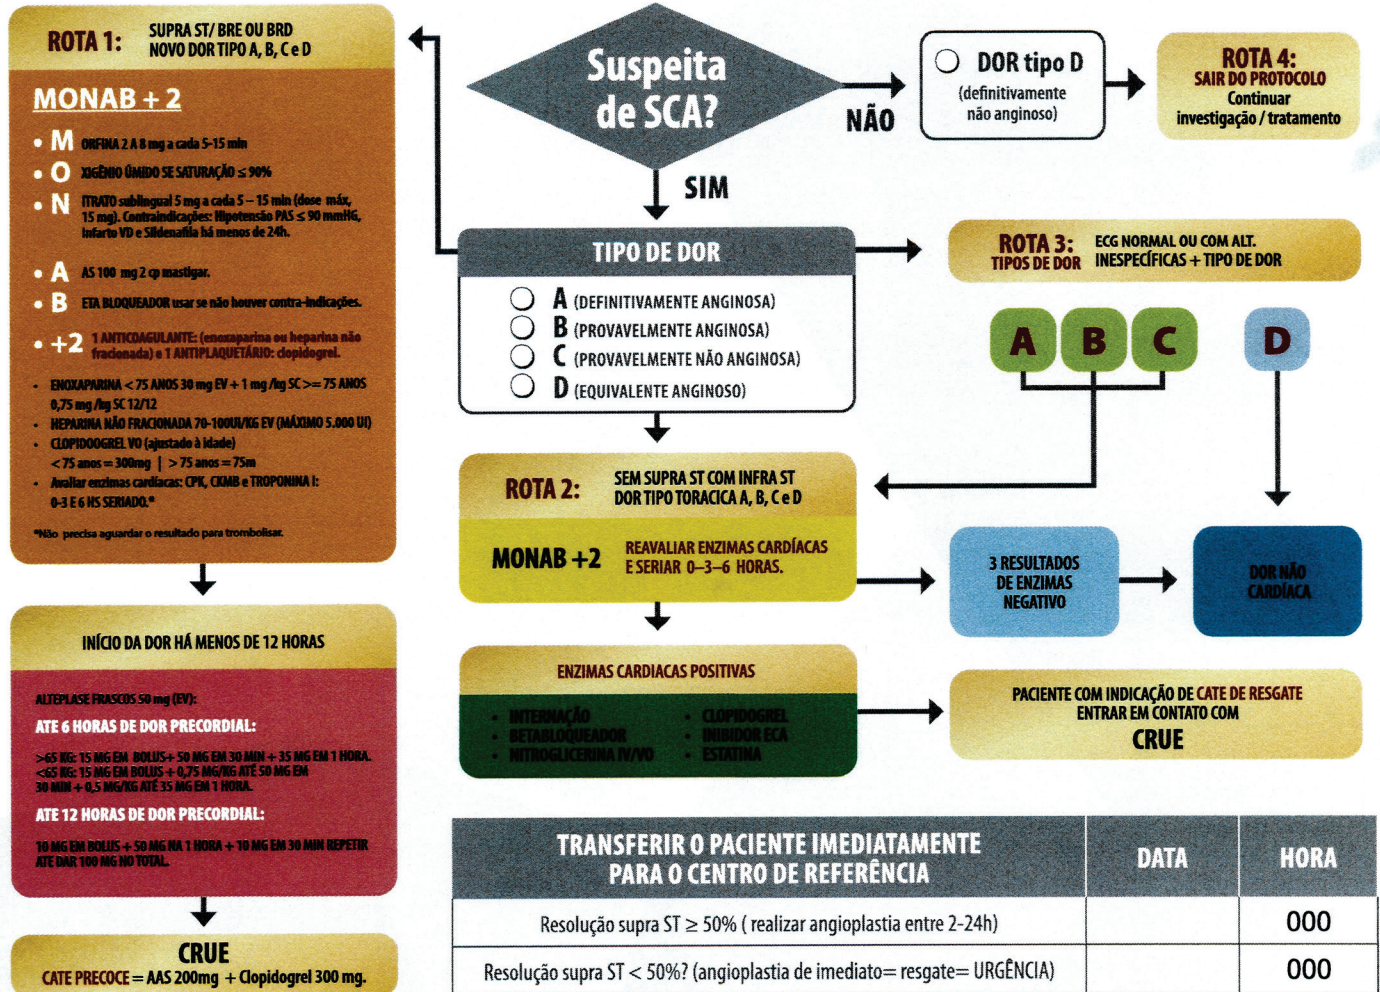 ROTA 1:
SUPRA ST/ BRE OU BRD
NOVO DOR TIPO A, B, C e D
MONAB + 2
• M ORFINA 2 A 8 mg a cada 5-15 min
• O XIGÊNIO ÚMIDO SE SATURAÇÃO ≤ 90%
• N ITRATO sublingual 5 mg a cada 5 – 15 min (dose máx,
15 mg). Contraindicações: Hipotensão PAS ≤ 90 mmHG,
Infarto VD e Sildenafila há menos de 24h.
• A AS 100 mg 2 cp mastigar.
• B ETA BLOQUEADOR usar se não houver contra-indicações.
• +2 1 ANTICOAGULANTE: (enoxaparina ou heparina não
fracionada) e 1 ANTIPLAQUETÁRIO: clopidogrel.
• ENOXAPARINA < 75 ANOS 30 mg EV + 1 mg /kg SC >= 75 ANOS
0,75 mg /kg SC 12/12
• HEPARINA NÃO FRACIONADA 70-100UI/KG EV (MÁXIMO 5.000 UI)
• CLOPIDOOGREL VO (ajustado à idade)
< 75 anos = 300mg | > 75 anos = 75m
• Avaliar enzimas cardíacas: CPK, CKMB e TROPONINA I:
0-3 E 6 HS SERIADO.*
*Não precisa aguardar o resultado para trombolisar.
INÍCIO DA DOR HÁ MENOS DE 12 HORAS
ALTEPLASE FRASCOS 50 mg (EV):
ATE 6 HORAS DE DOR PRECORDIAL:
>65 KG: 15 MG EM BOLUS+ 50 MG EM 30 MIN + 35 MG EM 1 HORA.
<65 KG: 15 MG EM BOLUS + 0,75 MG/KG ATÉ 50 MG EM
30 MIN + 0,5 MG/KG ATÉ 35 MG EM 1 HORA.
ATE 12 HORAS DE DOR PRECORDIAL:
10 MG EM BOLUS + 50 MG NA 1 HORA + 10 MG EM 30 MIN REPETIR
ATE DAR 100 MG NO TOTAL.
CRUE
CATE PRECOCE = AAS 200mg + Clopidogrel 300 mg.
Suspeita
de SCA?
NÃO
SIM
DOR tipo D
(definitivamente
não anginoso)
ROTA 4:
SAIR DO PROTOCOLO
Continuar
investigação / tratamento
TIPO DE DOR
A (DEFINITIVAMENTE ANGINOSA)
B (PROVAVELMENTE ANGINOSA)
C (PROVAVELMENTE NÃO ANGINOSA)
D (EQUIVALENTE ANGINOSO)
ROTA 3:
TIPOS DE DOR
ECG NORMAL OU COM ALT.
INESPECÍFICAS + TIPO DE DOR
A B C D
ROTA 2:
SEM SUPRA ST COM INFRA ST
DOR TIPO TORACICA A, B, C e D
MONAB +2
REAVALIAR ENZIMAS CARDÍACAS
E SERIAR 0–3–6 HORAS.
3 RESULTADOS
DE ENZIMAS
NEGATIVO
DOR NÃO
CARDÍACA
ENZIMAS CARDIACAS POSITIVAS
• INTERNAÇÃO
• BETABLOQUEADOR
• NITROGLICERINA IV/VO
• CLOPIDOGREL
• INIBIDOR ECA
• ESTATINA
PACIENTE COM INDICAÇÃO DE CATE DE RESGATE
ENTRAR EM CONTATO COM
CRUE
TRANSFERIR O PACIENTE IMEDIATAMENTE
PARA O CENTRO DE REFERÊNCIA
DATA
HORA
Resolução supra ST ≥ 50% ( realizar angioplastia entre 2-24h)
000
Resolução supra ST < 50%? (angioplastia de imediato= resgate= URGÊNCIA)
000